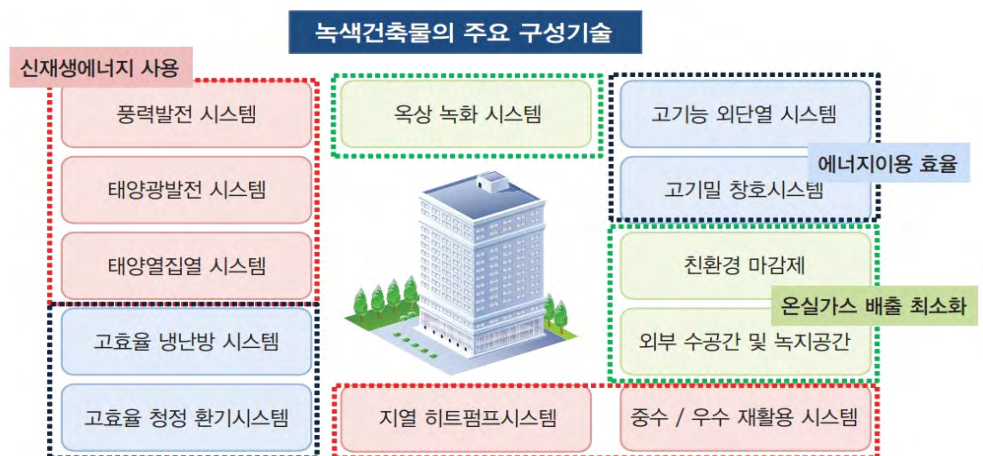 녹색건축물의 주요 구성기술
신재생에너지 사용
풍력발전 시스템
태양광발전 시스템
태양열집열 시스템
고효율 냉난방 시스템
고효율 청정 환기시스템
옥상 녹화 시스템
지열 히트펌프시스템
고기능 외단열 시스템
에너지이용 효율
고기밀 창호시스템
친환경 마감제
온실가스 배출 최소화
외부 수공간 및 녹지공간
중수 / 우수 재활용 시스템